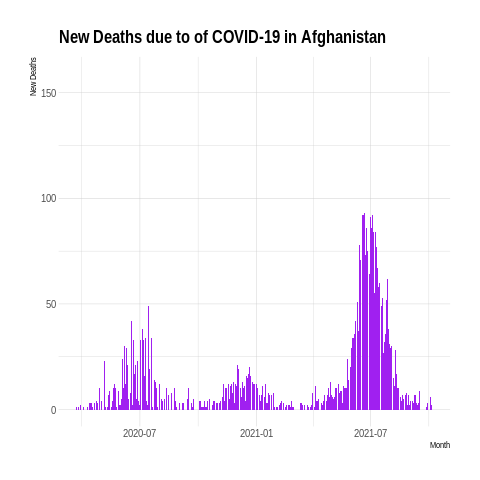 New Deaths due to of COVID-19 in Afghanistan
New Deaths
150
100
50
0
2020-07 2021-01 2021-07
Month